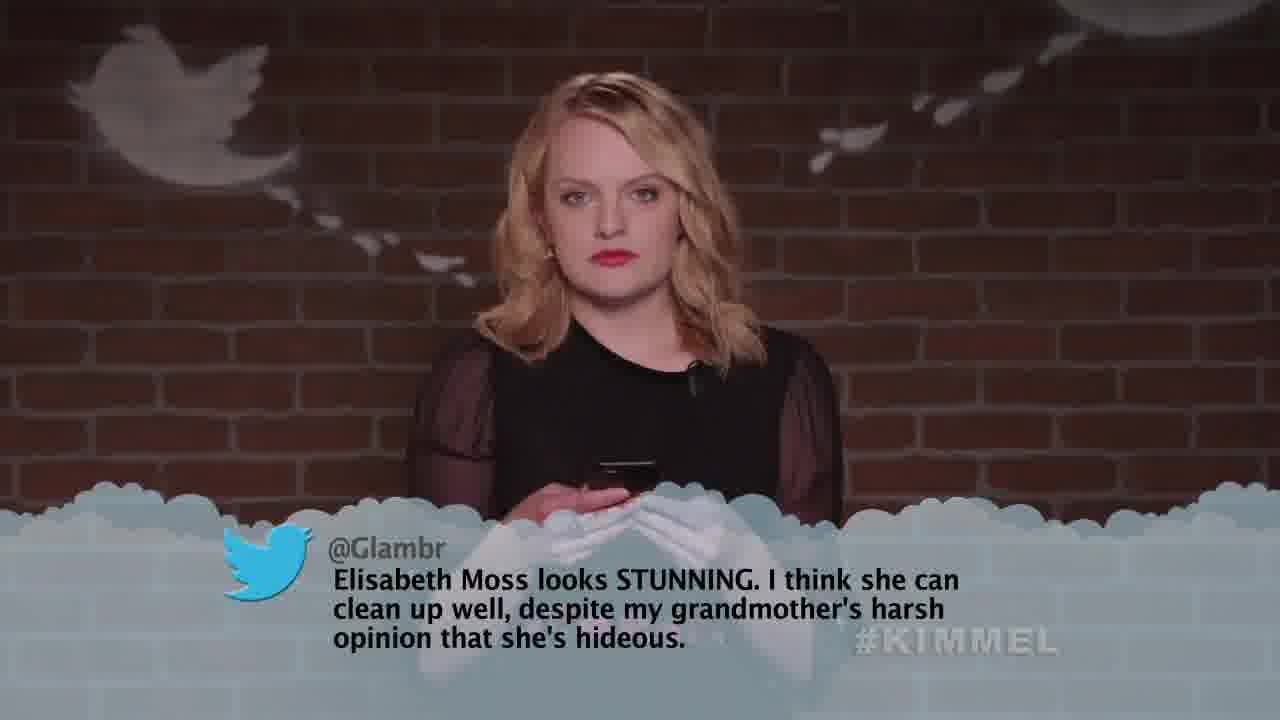 @Glambr
Elisabeth Moss looks STUNNING. I think she can
clean up well, despite my grandmother's harsh
opinion that she's hideous.
#KIMMEL